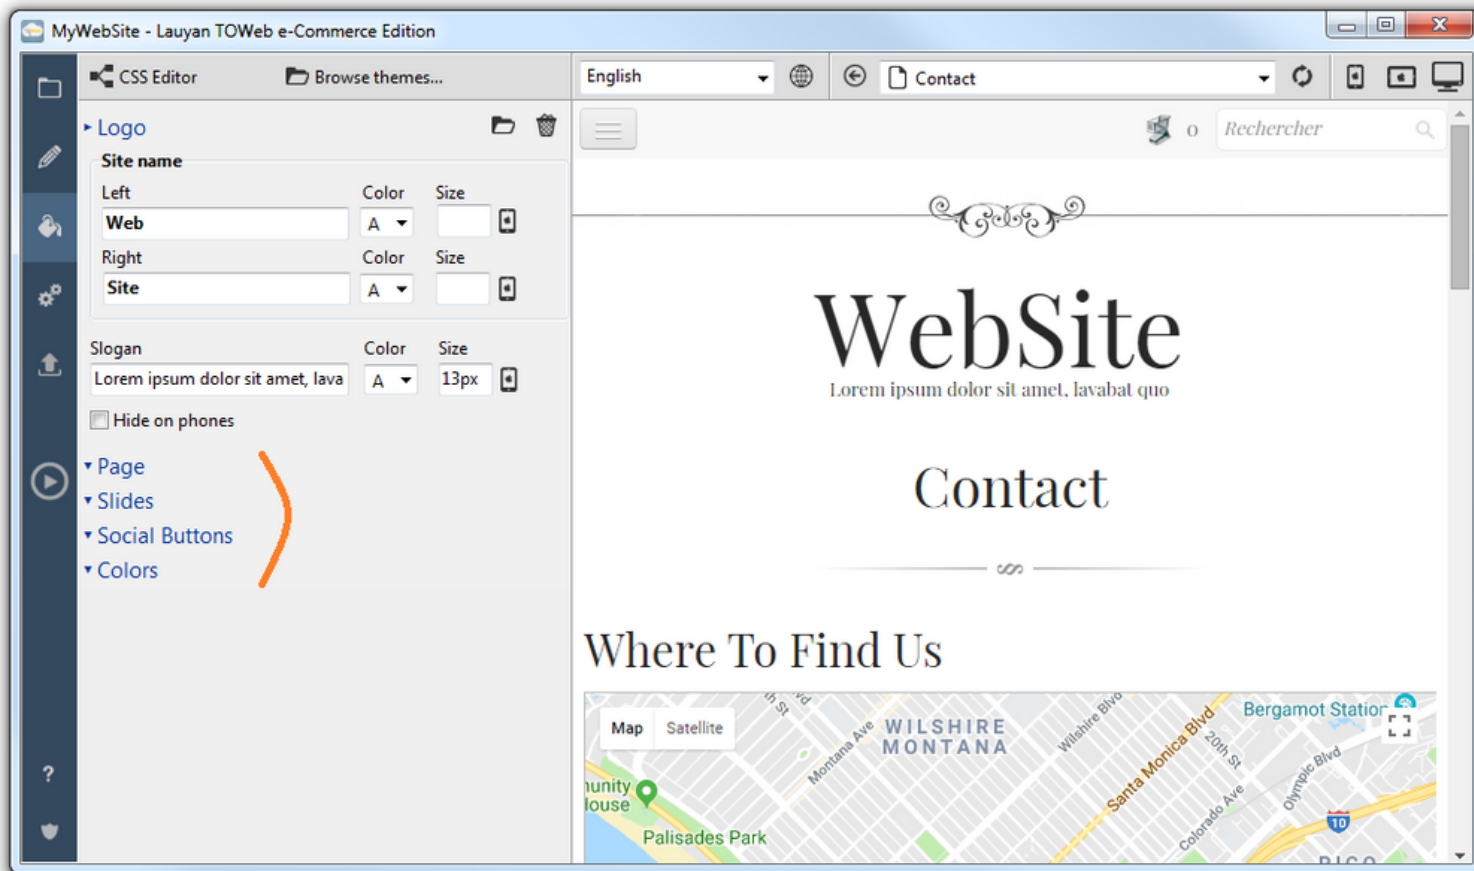 MyWebSite - Lauyan TOWeb e-Commerce Edition
CSS Editor
Browse themes...
English
Contact
Logo
Site name
Left Color Size
Web A
Right Color Size
Site A
Slogan Color Size
Lorem ipsum dolor sit amet, lava A 13px
Hide on phones
Page
Slides
Social Buttons
Colors
?
0
Rechercher
WebSite
Lorem ipsum dolor sit amet, lavabat quo
Contact
Where To Find Us
Map Satellite
WILSHIRE
MONTANA
Montana Ave
Wilshire Blvd
Santa Monica Blvd
20th St
Bergamot Station
Olympic Blvd
Colorado Ave
10
Palisades Park